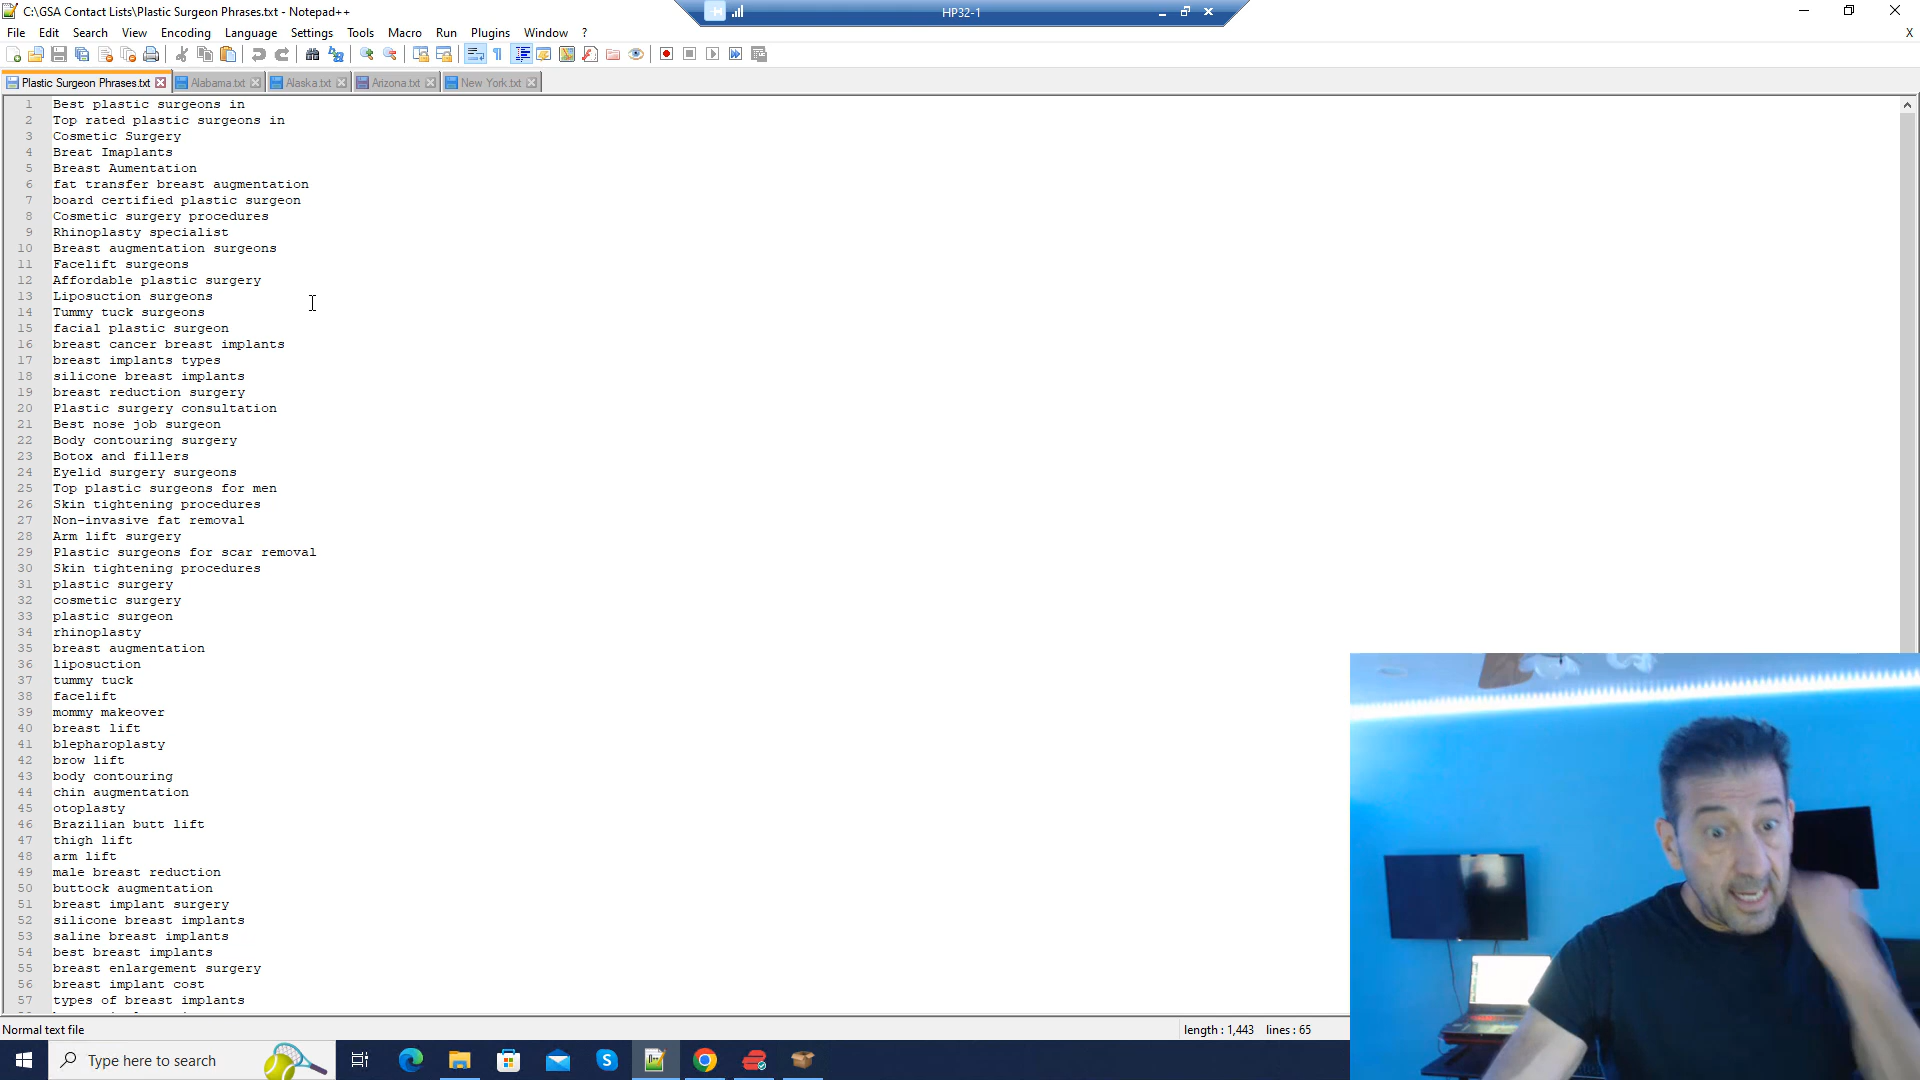 C:\GSA Contact Lists\Plastic Surgeon Phrases.txt - Notepad++
HP32-1
File Edit Search View Encoding Language Settings Tools Macro Run Plugins Window ?
X
Plastic Surgeon Phrases.txt Alabama.txt Alaska.txt Arizona.txt New York.txt
1 Best plastic surgeons in
2 Top rated plastic surgeons in
3 Cosmetic Surgery
4 Breat Imaplants
5 Breast Aumentation
6 fat transfer breast augmentation
7 board certified plastic surgeon
8 Cosmetic surgery procedures
9 Rhinoplasty specialist
10 Breast augmentation surgeons
11 Facelift surgeons
12 Affordable plastic surgery
13 Liposuction surgeons
14 Tummy tuck surgeons
15 facial plastic surgeon
16 breast cancer breast implants
17 breast implants types
18 silicone breast implants
19 breast reduction surgery
20 Plastic surgery consultation
21 Best nose job surgeon
22 Body contouring surgery
23 Botox and fillers
24 Eyelid surgery surgeons
25 Top plastic surgeons for men
26 Skin tightening procedures
27 Non-invasive fat removal
28 Arm lift surgery
29 Plastic surgeons for scar removal
30 Skin tightening procedures
31 plastic surgery
32 cosmetic surgery
33 plastic surgeon
34 rhinoplasty
35 breast augmentation
36 liposuction
37 tummy tuck
38 facelift
39 mommy makeover
40 breast lift
41 blepharoplasty
42 brow lift
43 body contouring
44 chin augmentation
45 otoplasty
46 Brazilian butt lift
47 thigh lift
48 arm lift
49 male breast reduction
50 buttock augmentation
51 breast implant surgery
52 silicone breast implants
53 saline breast implants
54 best breast implants
55 breast enlargement surgery
56 breast implant cost
57 types of breast implants
Normal text file
length : 1,443 lines : 65
Type here to search